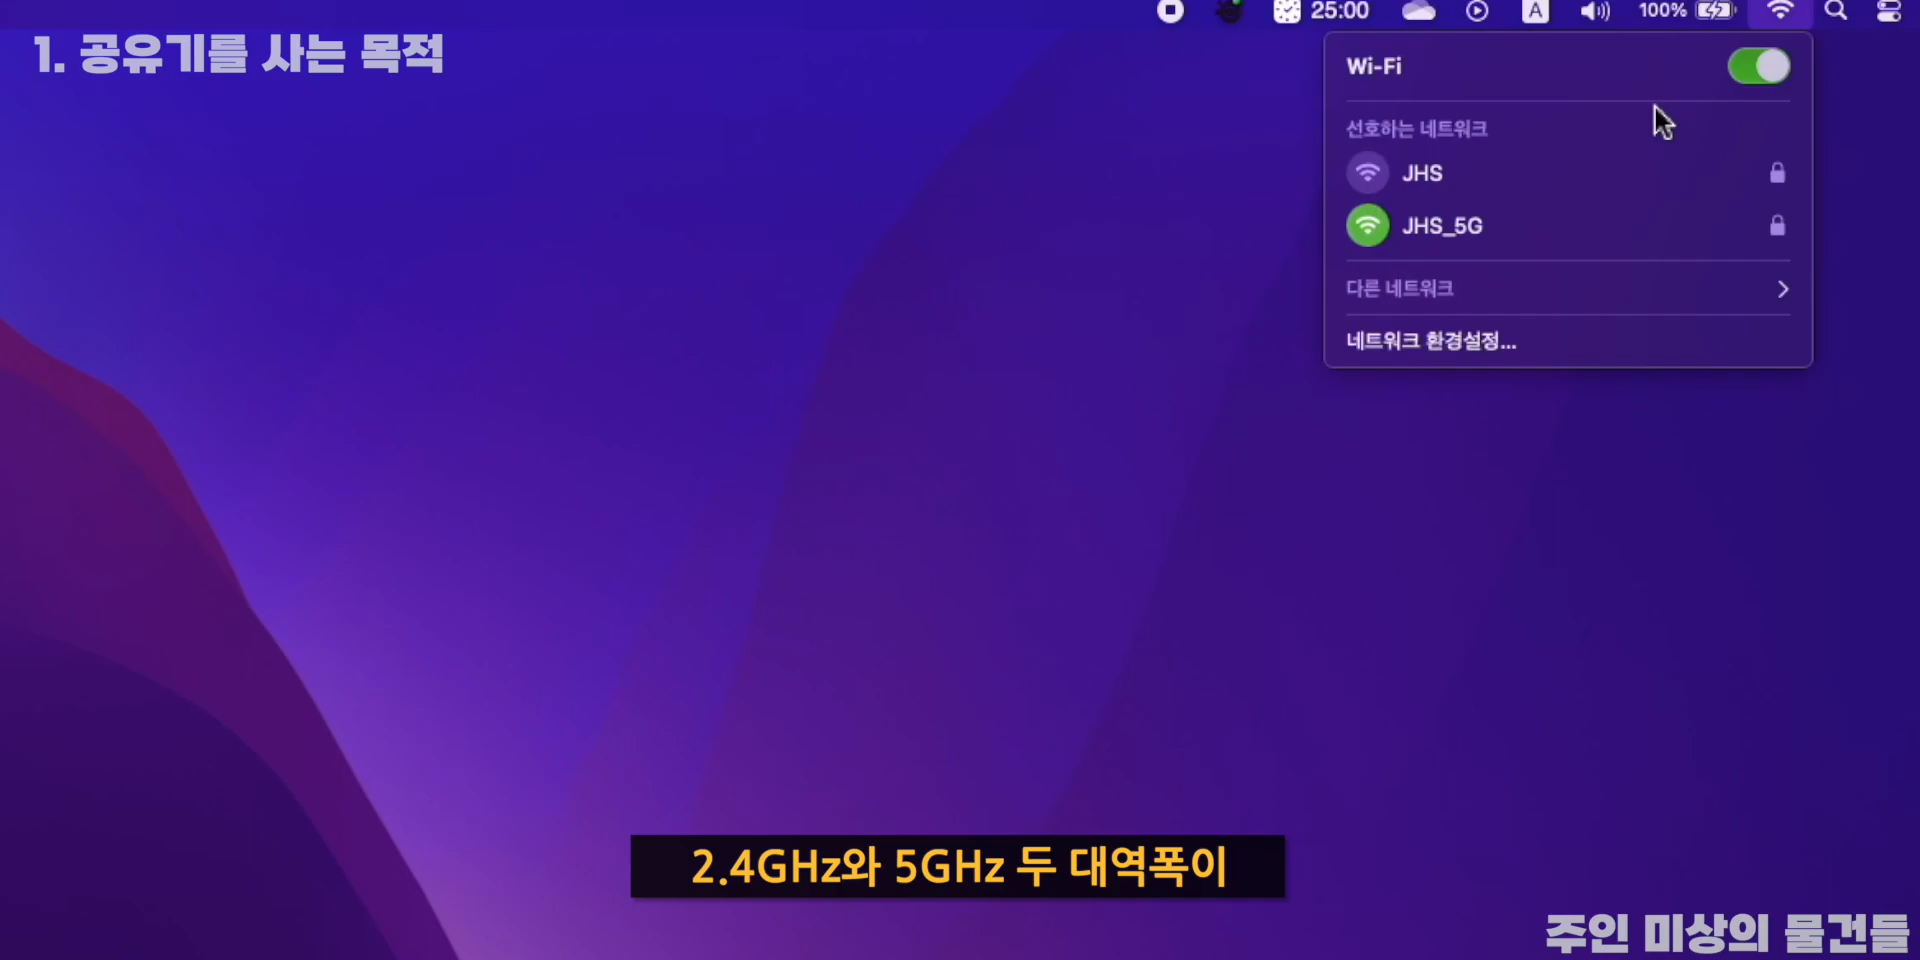 25:00
A
100%
1. 공유기를 사는 목적
Wi-Fi
선호하는 네트워크
JHS
JHS_5G
다른 네트워크
네트워크 환경설정...
2.4GHz와 5GHz 두 대역폭이
주인 미상의 물건들